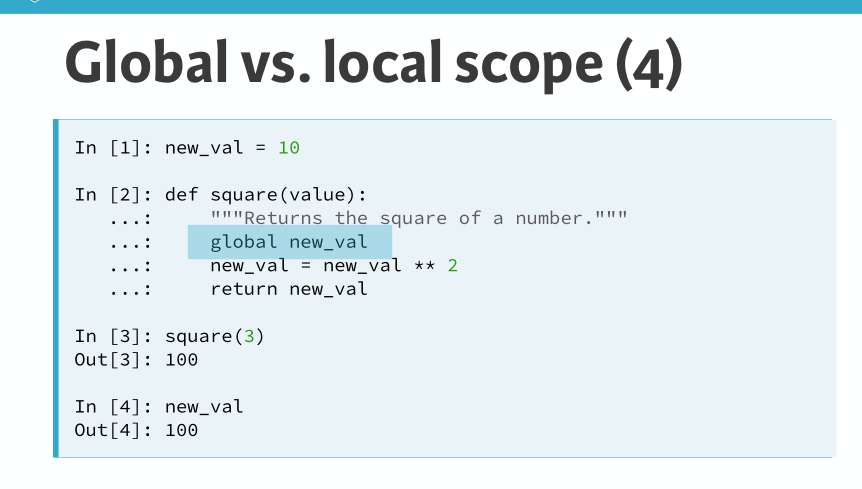 Global vs. local scope (4)
In [1]: new_val = 10
In [2]: def square(value):
...:     """Returns the square of a number."""
...:     global new_val
...:     new_val = new_val ** 2
...:     return new_val
In [3]: square(3)
Out[3]: 100
In [4]: new_val
Out[4]: 100